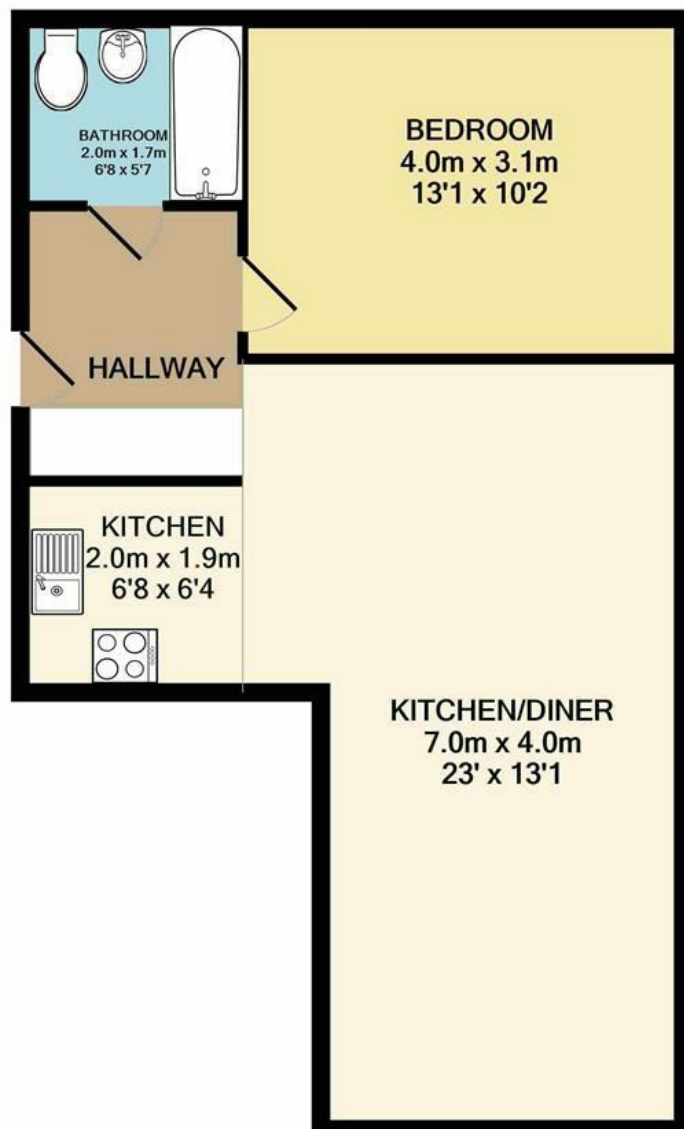 BATHROOM
2.0m x 1.7m
6'8 x 5'7
BEDROOM
4.0m x 3.1m
13'1 x 10'2
HALLWAY
KITCHEN
2.0m x 1.9m
6'8 x 6'4
KITCHEN/DINER
7.0m x 4.0m
23' x 13'1